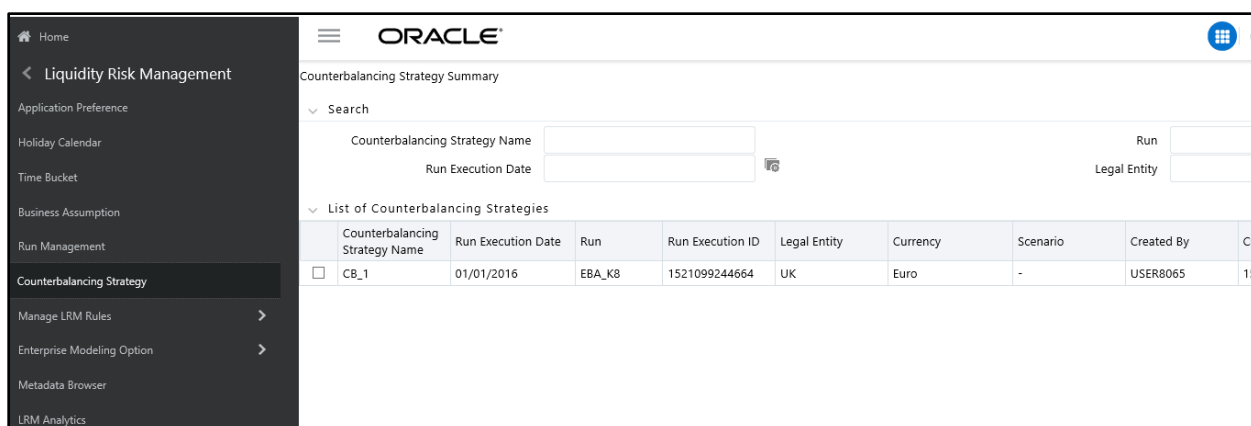 Home
Liquidity Risk Management
Application Preference
Holiday Calendar
Time Bucket
Business Assumption
Run Management
Counterbalancing Strategy
Manage LRM Rules
Enterprise Modeling Option
Metadata Browser
LRM Analytics
ORACLE
Counterbalancing Strategy Summary
Search
Counterbalancing Strategy Name Run
Run Execution Date Legal Entity
List of Counterbalancing Strategies
Counterbalancing Strategy Name Run Execution Date Run Run Execution ID Legal Entity Currency Scenario Created By C
CB_1 01/01/2016 EBA_K8 1521099244664 UK Euro - USER8065 1